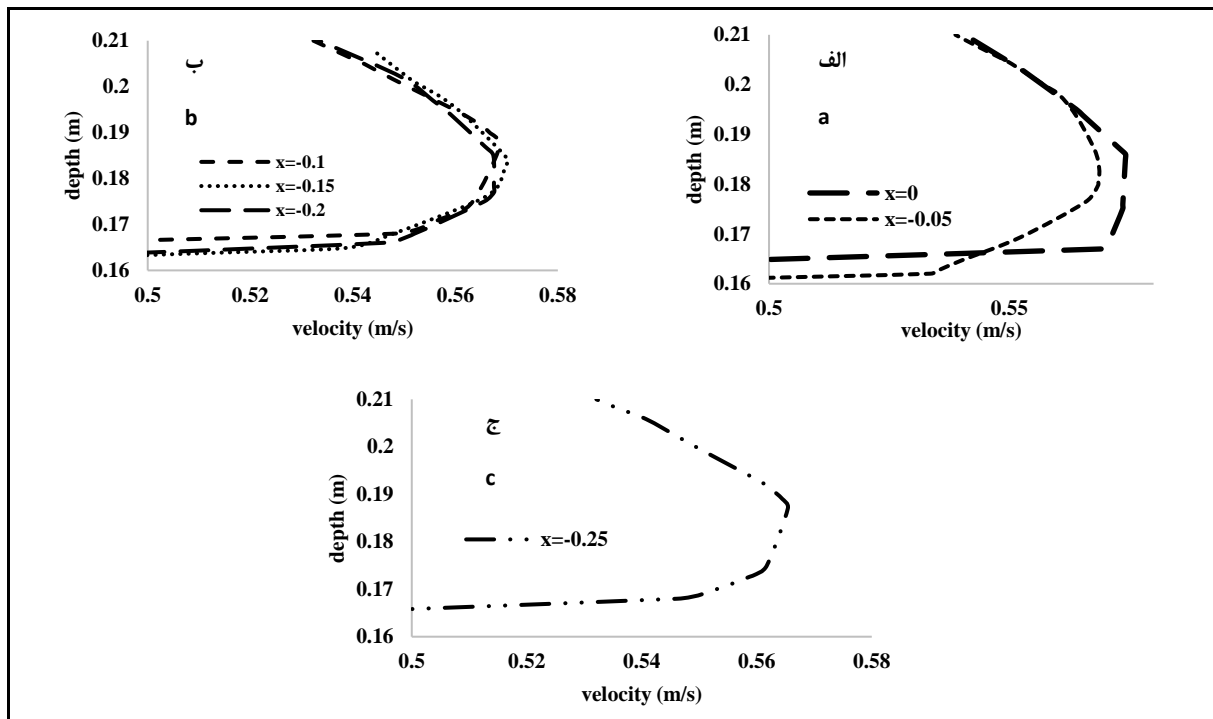 ب
b
depth (m)
0.21
0.2
0.19
0.18
0.17
0.16
x=-0.1
x=-0.15
x=-0.2
0.5 0.52 0.54 0.56 0.58
velocity (m/s)
الف
a
depth (m)
0.21
0.2
0.19
0.18
0.17
0.16
x=0
x=-0.05
0.5 0.55
velocity (m/s)
ج
c
depth (m)
0.21
0.2
0.19
0.18
0.17
0.16
x=-0.25
0.5 0.52 0.54 0.56 0.58
velocity (m/s)